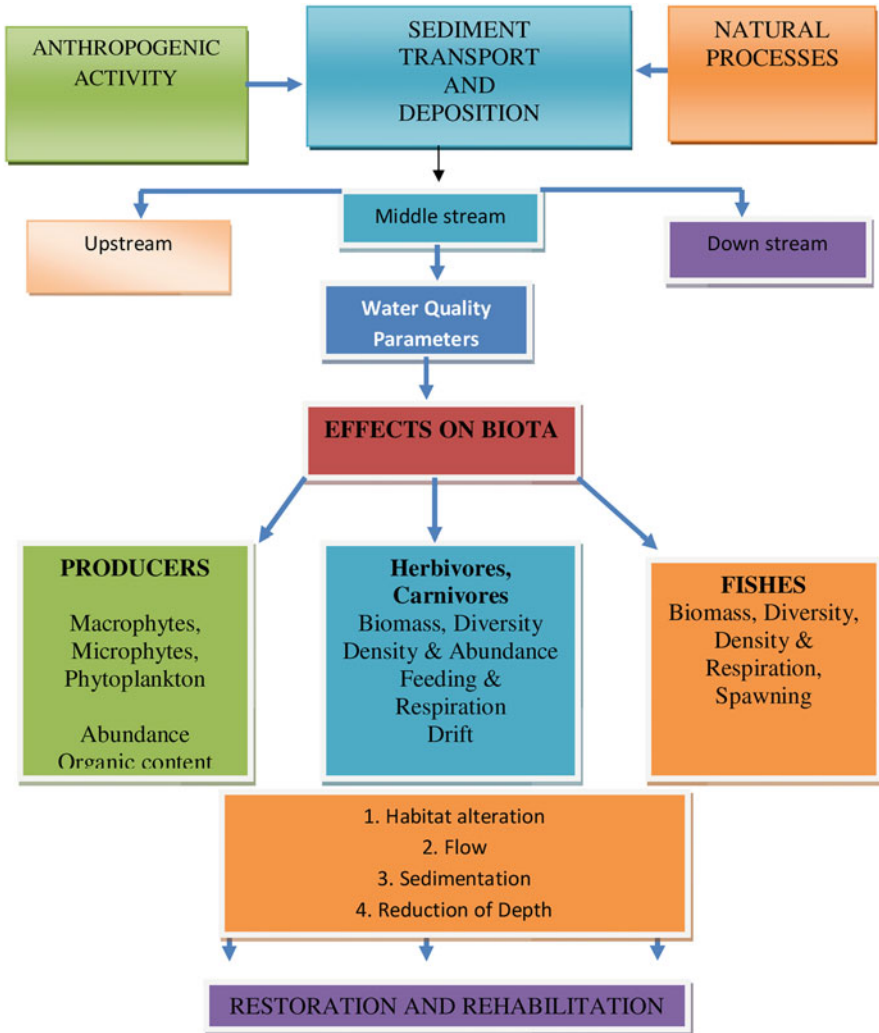 ANTHROPOGENIC
ACTIVITY
SEDIMENT
TRANSPORT
AND
DEPOSITION
NATURAL
PROCESSES
Upstream
Middle stream
Down stream
Water Quality
Parameters
EFFECTS ON BIOTA
PRODUCERS
Macrophytes,
Microphytes,
Phytoplankton
Abundance
Organic content
Herbivores,
Carnivores
Biomass, Diversity
Density & Abundance
Feeding &
Respiration
Drift
FISHES
Biomass, Diversity,
Density &
Respiration,
Spawning
1. Habitat alteration
2. Flow
3. Sedimentation
4. Reduction of Depth
RESTORATION AND REHABILITATION